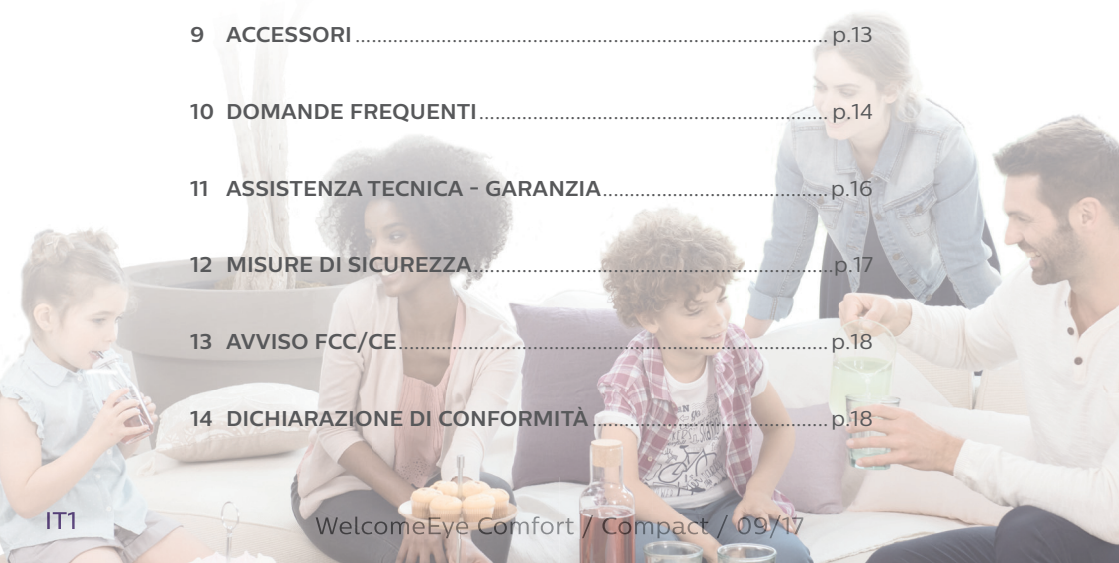 9 ACCESSORI ........ p.13
10 DOMANDE FREQUENTI ........ p.14
11 ASSISTENZA TECNICA - GARANZIA ........ p.16
12 MISURE DI SICUREZZA ........ p.17
13 AVVISO FCC/CE ........ p.18
14 DICHIARAZIONE DI CONFORMITÀ ........ p.18
IT1
WelcomeEye Comfort / Compact / 09/17